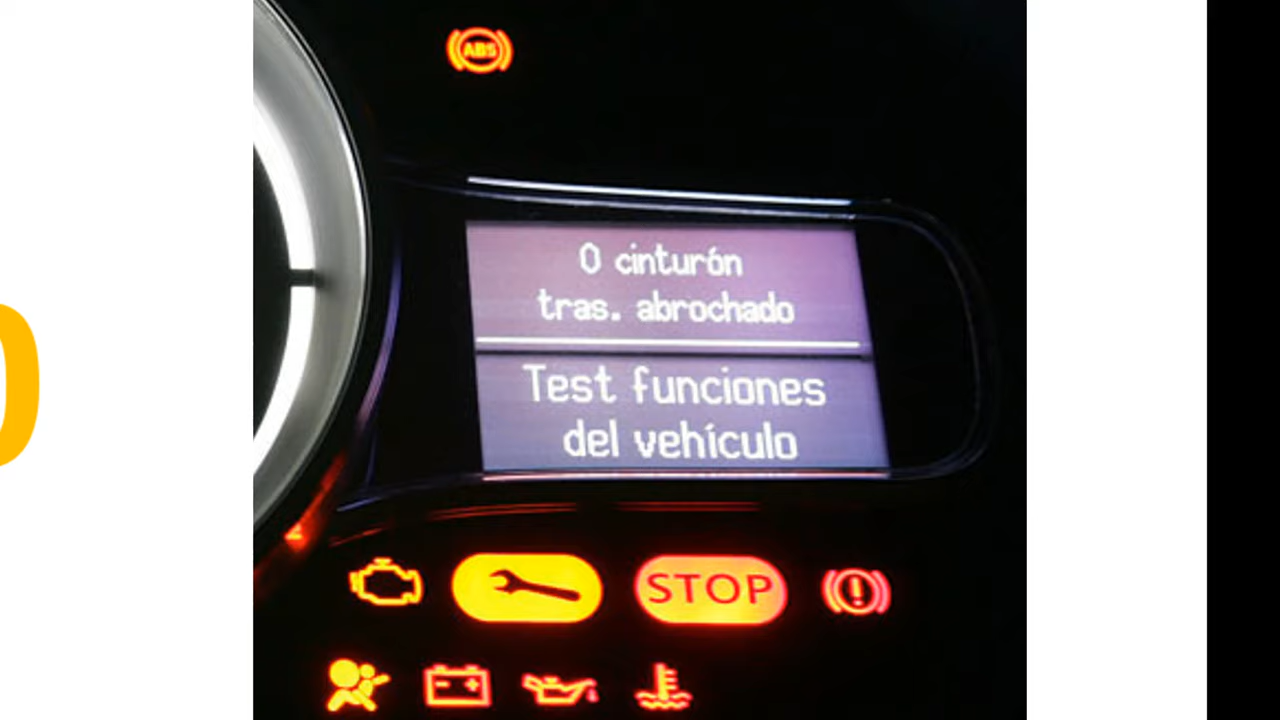 ABS
0 cinturón
tras. abrochado
Test funciones
del vehículo
STOP